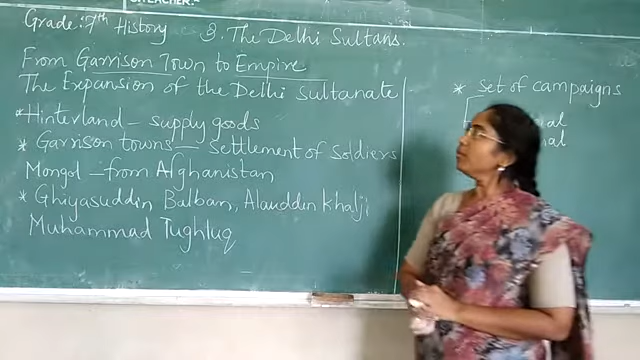 TEACHER:
Grade: 7th History 3. The Delhi Sultans.
From Garrison Town to Empire
The Expansion of the Delhi Sultanate
* Hinterland – supply goods
* Garrison towns – Settlement of Soldiers
Mongol – from Afghanistan
* Ghiyasuddin Balban, Alauddin Khalji
Muhammad Tughluq
* set of campaigns